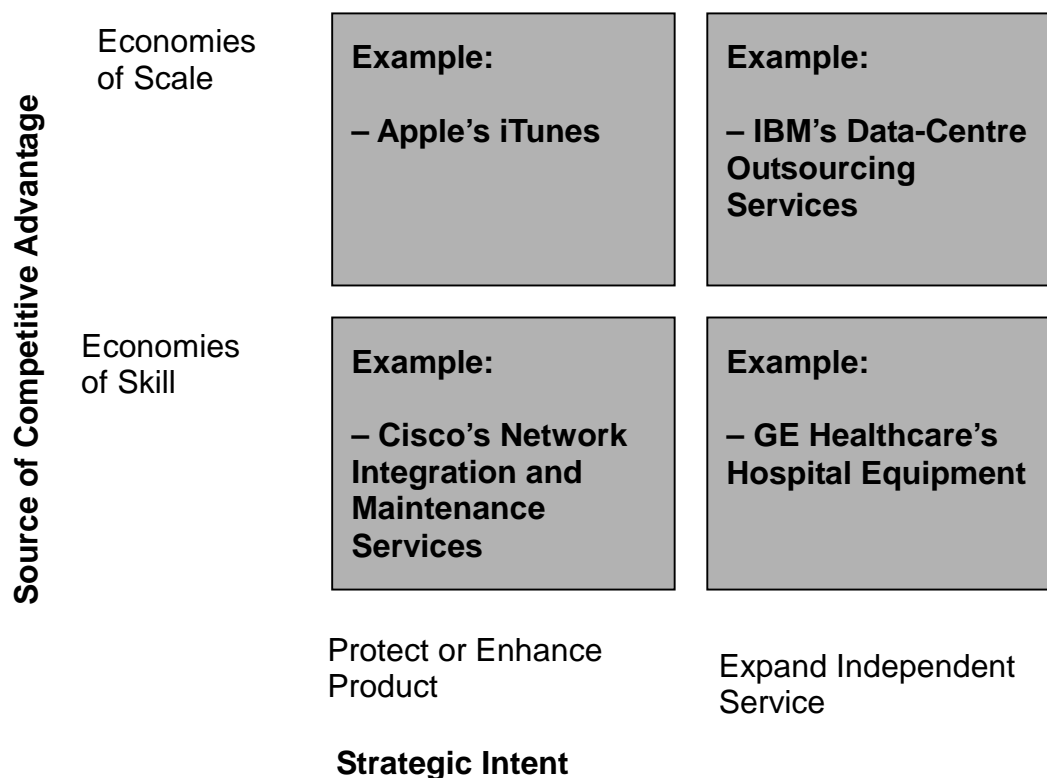 Source of Competitive Advantage
Economies
of Scale
Example:
– Apple’s iTunes
Example:
– IBM’s Data-Centre
Outsourcing
Services
Economies
of Skill
Example:
– Cisco’s Network
Integration and
Maintenance
Services
Example:
– GE Healthcare’s
Hospital Equipment
Protect or Enhance
Product
Expand Independent
Service
Strategic Intent